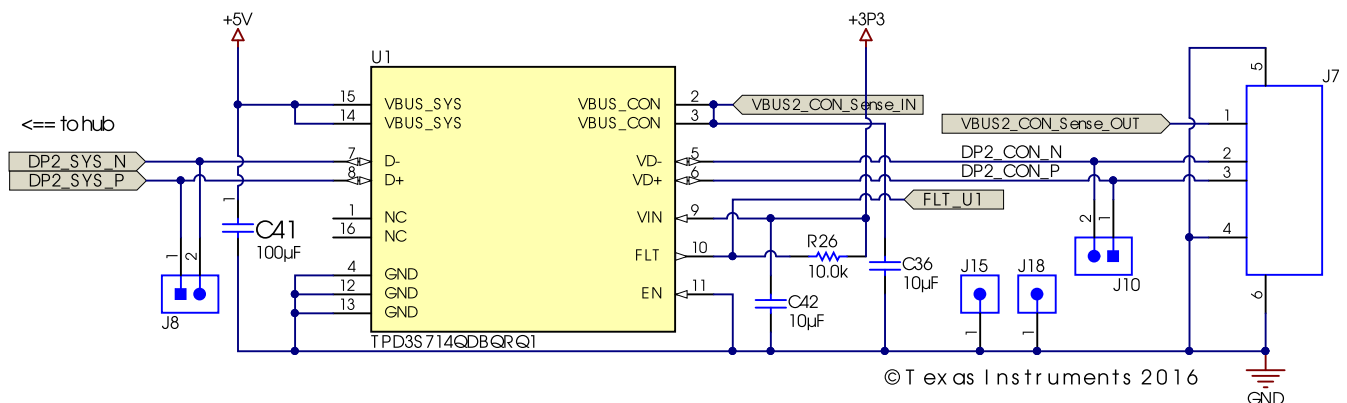 +5V
+3P3
U1
J7
5
15
VBUS_SYS
VBUS_CON
2
VBUS2_CON_Sense_IN
14
VBUS_SYS
VBUS_CON
3
<== to hub
VBUS2_CON_Sense_OUT
1
DP2_SYS_N
7
D-
VD-
5
DP2_CON_N
2
DP2_SYS_P
8
D+
VD+
6
DP2_CON_P
3
FLT_U1
1
1
NC
VIN
9
2
1
C41
100µF
16
NC
R26
4
1
2
FLT
10
10.0k
C36
10µF
J15
J18
J10
4
GND
12
GND
EN
11
C42
10µF
6
13
GND
J8
1
1
TPD3S714QDBQRQ1
©Texas Instruments 2016
GND